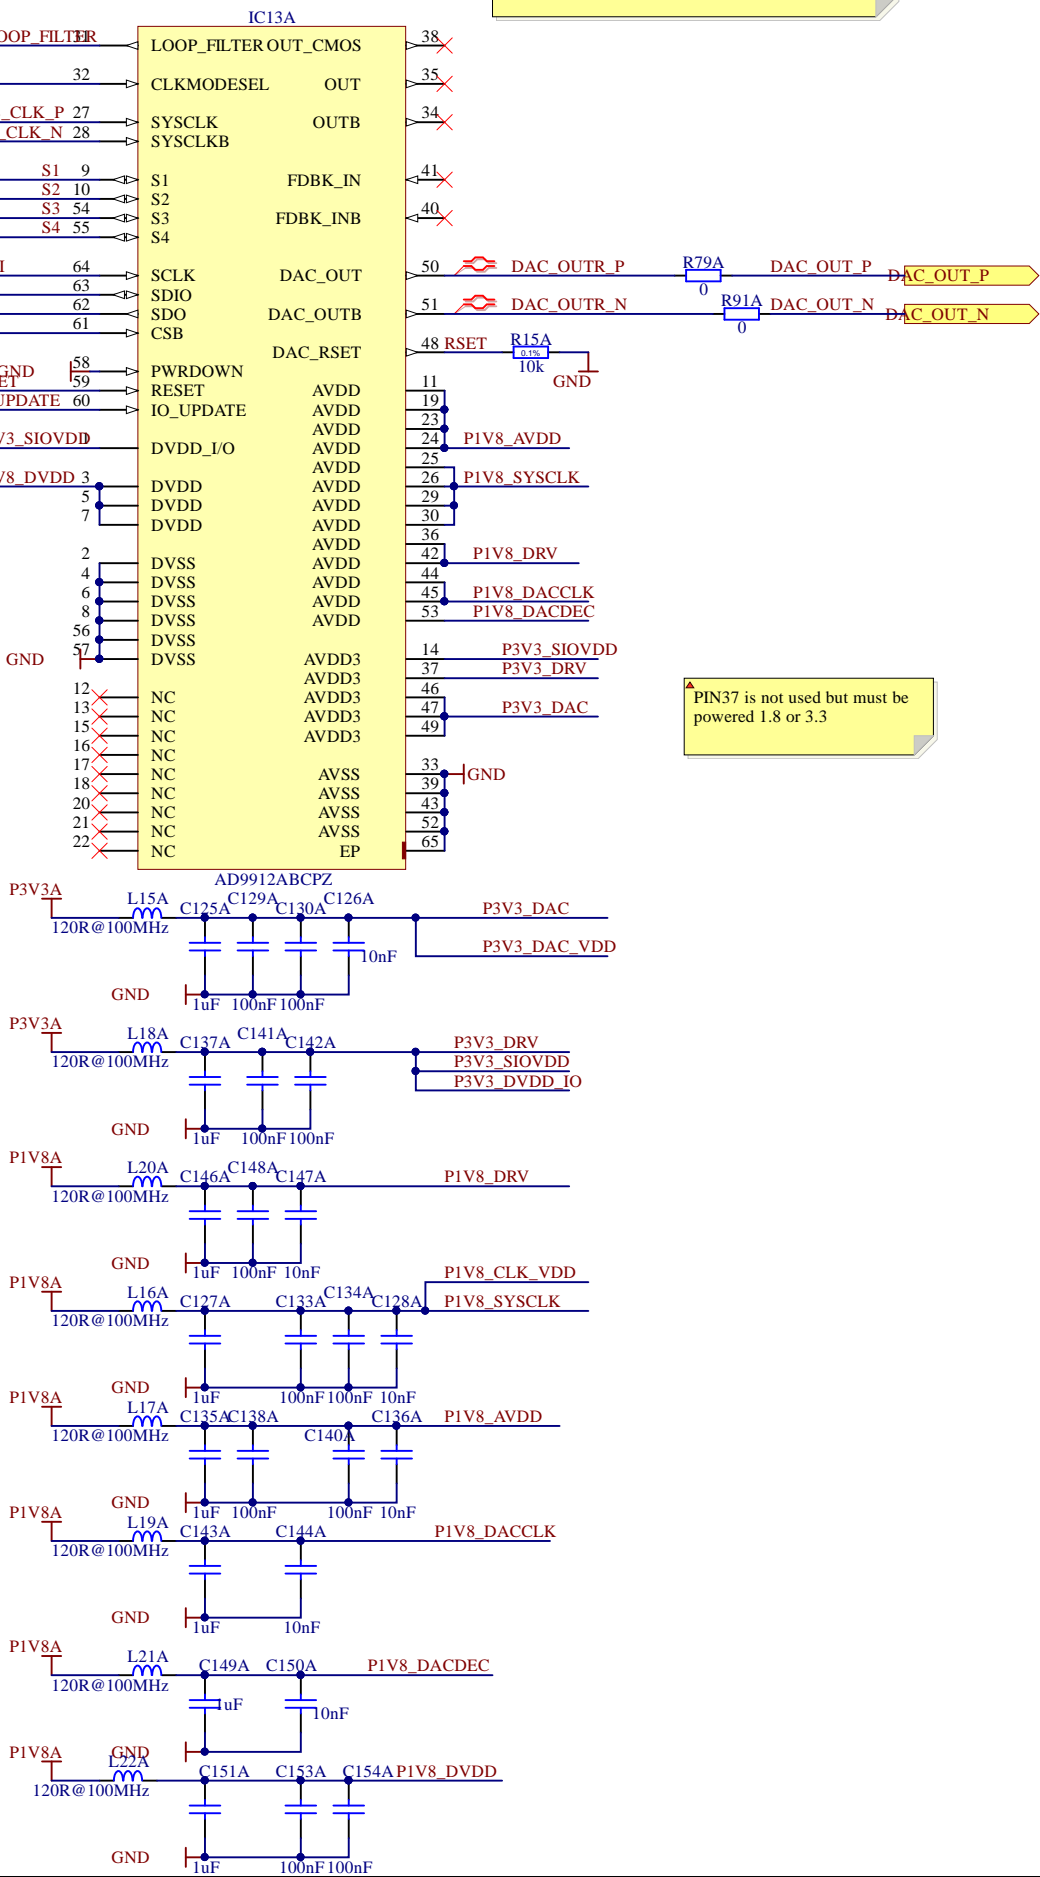 IC13A
OOP_FILTER 31 LOOP_FILTER OUT_CMOS 38
32 CLKMODESEL OUT 35
_CLK_P 27 SYSCLK OUTB 34
_CLK_N 28 SYSCLKB
S1 9 S1 FDBK_IN 41
S2 10 S2
S3 54 S3 FDBK_INB 40
S4 55 S4
I 64 SCLK DAC_OUT 50 DAC_OUTR_P R79A 0 DAC_OUT_P DAC_OUT_P
63 SDIO
62 SDO DAC_OUTB 51 DAC_OUTR_N R91A 0 DAC_OUT_N DAC_OUT_N
61 CSB
DAC_RSET 48 RSET R15A 0.1% 10k GND
GND 58 PWRDOWN
ET 59 RESET AVDD 11
UPDATE 60 IO_UPDATE AVDD 19
AVDD 23
V3_SIOVDD 1 DVDD_I/O AVDD 24 P1V8_AVDD
AVDD 25
V8_DVDD 3 DVDD AVDD 26 P1V8_SYSCLK
5 DVDD AVDD 29
7 DVDD AVDD 30
AVDD 36
2 DVSS AVDD 42 P1V8_DRV
4 DVSS AVDD 44
6 DVSS AVDD 45 P1V8_DACCLK
8 DVSS AVDD 53 P1V8_DACDEC
56 DVSS
GND 57 DVSS AVDD3 14 P3V3_SIOVDD
AVDD3 37 P3V3_DRV
12 NC AVDD3 46
13 NC AVDD3 47 P3V3_DAC
15 NC AVDD3 49
16 NC
17 NC AVSS 33 GND
18 NC AVSS 39
20 NC AVSS 43
21 NC AVSS 52
22 NC EP 65
AD9912ABCPZ
PIN37 is not used but must be
powered 1.8 or 3.3
P3V3A L15A C125A C129A C130A C126A P3V3_DAC
120R@100MHz
P3V3_DAC_VDD
10nF
GND 1uF 100nF 100nF
P3V3A L18A C137A C141A C142A P3V3_DRV
120R@100MHz P3V3_SIOVDD
P3V3_DVDD_IO
GND 1uF 100nF 100nF
P1V8A L20A C146A C148A C147A P1V8_DRV
120R@100MHz
GND 1uF 100nF 10nF
P1V8_CLK_VDD
P1V8A L16A C127A C133A C134A C128A P1V8_SYSCLK
120R@100MHz
GND 1uF 100nF 100nF 10nF
P1V8A L17A C135A C138A C140A C136A P1V8_AVDD
120R@100MHz
GND 1uF 100nF 100nF 10nF
P1V8A L19A C143A C144A P1V8_DACCLK
120R@100MHz
GND 1uF 10nF
P1V8A L21A C149A C150A P1V8_DACDEC
120R@100MHz 1uF 10nF
GND
P1V8A L22A C151A C153A C154A P1V8_DVDD
120R@100MHz
GND 1uF 100nF 100nF